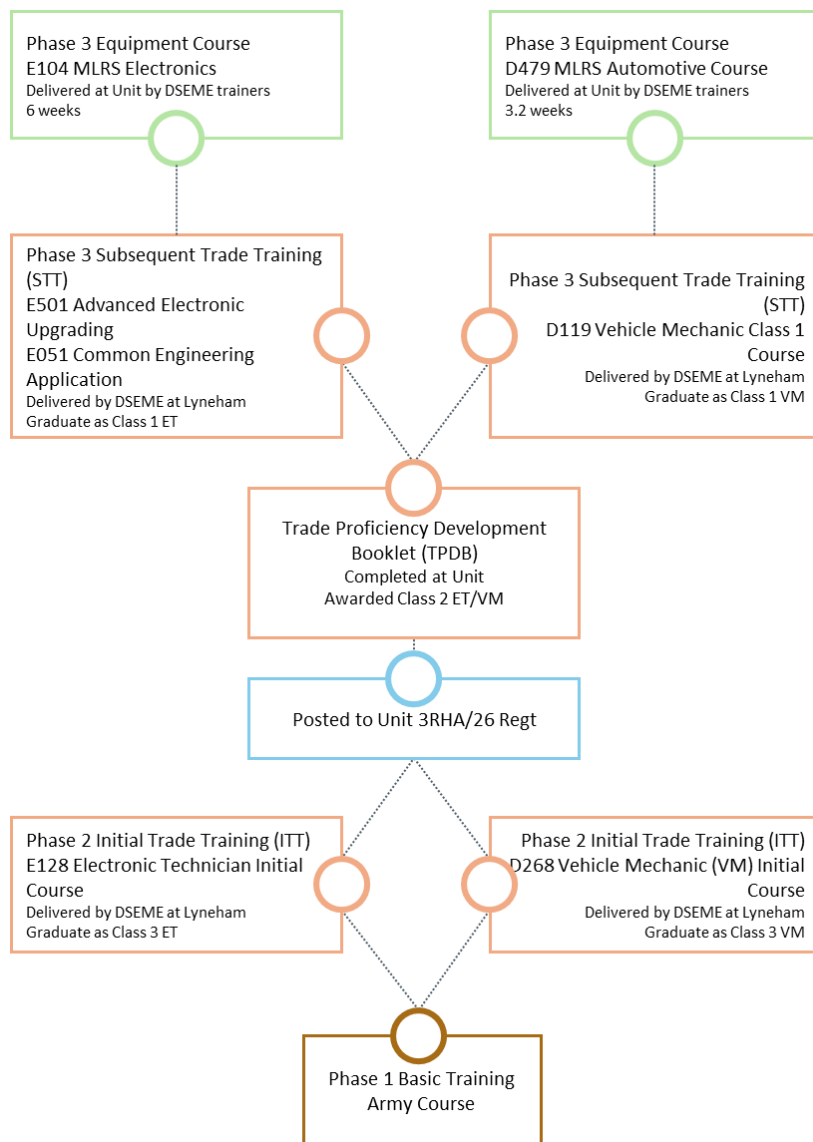 Phase 3 Equipment Course
E104 MLRS Electronics
Delivered at Unit by DSEME trainers
6 weeks
Phase 3 Equipment Course
D479 MLRS Automotive Course
Delivered at Unit by DSEME trainers
3.2 weeks
Phase 3 Subsequent Trade Training
(STT)
E501 Advanced Electronic
Upgrading
E051 Common Engineering
Application
Delivered by DSEME at Lyneham
Graduate as Class 1 ET
Phase 3 Subsequent Trade Training
(STT)
D119 Vehicle Mechanic Class 1
Course
Delivered by DSEME at Lyneham
Graduate as Class 1 VM
Trade Proficiency Development
Booklet (TPDB)
Completed at Unit
Awarded Class 2 ET/VM
Posted to Unit 3RHA/26 Regt
Phase 2 Initial Trade Training (ITT)
E128 Electronic Technician Initial
Course
Delivered by DSEME at Lyneham
Graduate as Class 3 ET
Phase 2 Initial Trade Training (ITT)
D268 Vehicle Mechanic (VM) Initial
Course
Delivered by DSEME at Lyneham
Graduate as Class 3 VM
Phase 1 Basic Training
Army Course